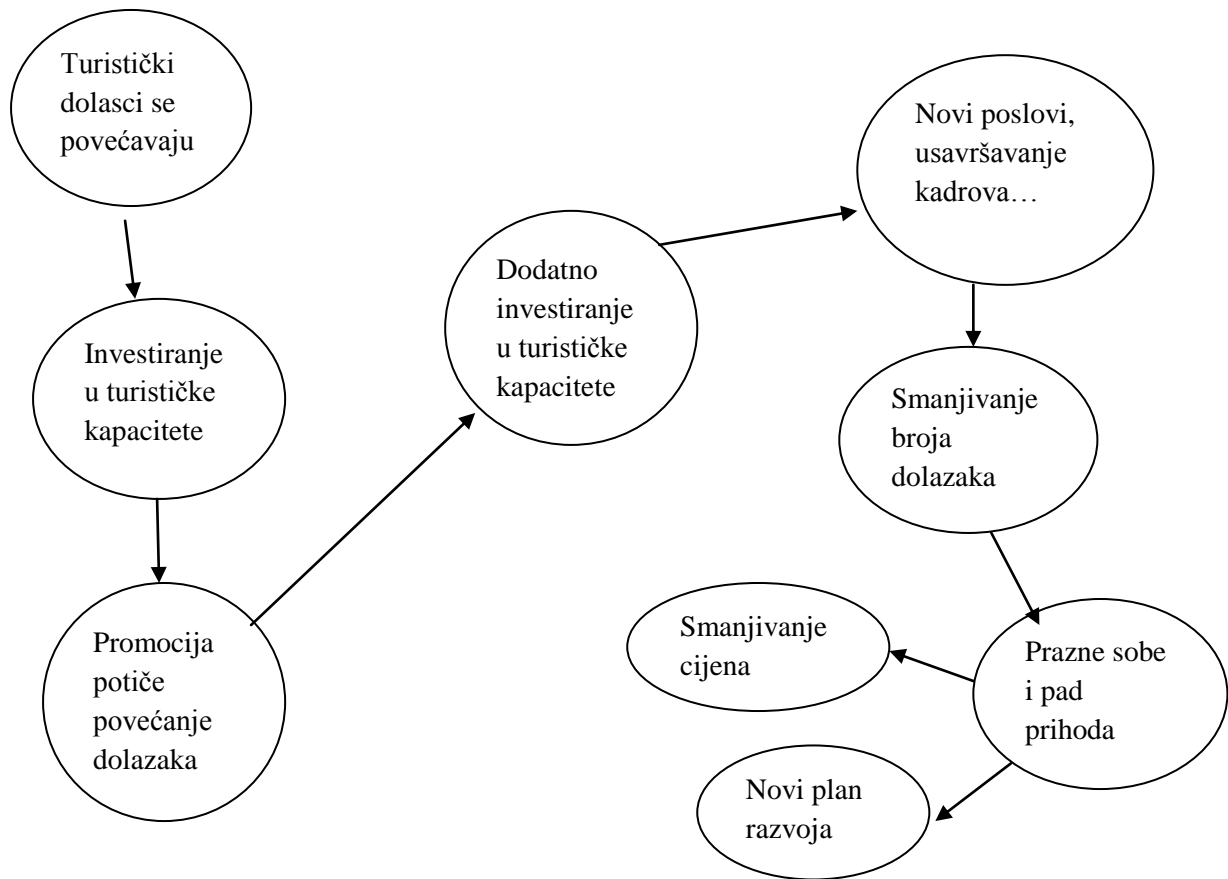 Turistički
dolasci se
povećavaju
Investiranje
u turističke
kapacitete
Promocija
potiče
povećanje
dolazaka
Dodatno
investiranje
u turističke
kapacitete
Novi poslovi,
usavršavanje
kadrova…
Smanjivanje
broja
dolazaka
Prazne sobe
i pad
prihoda
Smanjivanje
cijena
Novi plan
razvoja